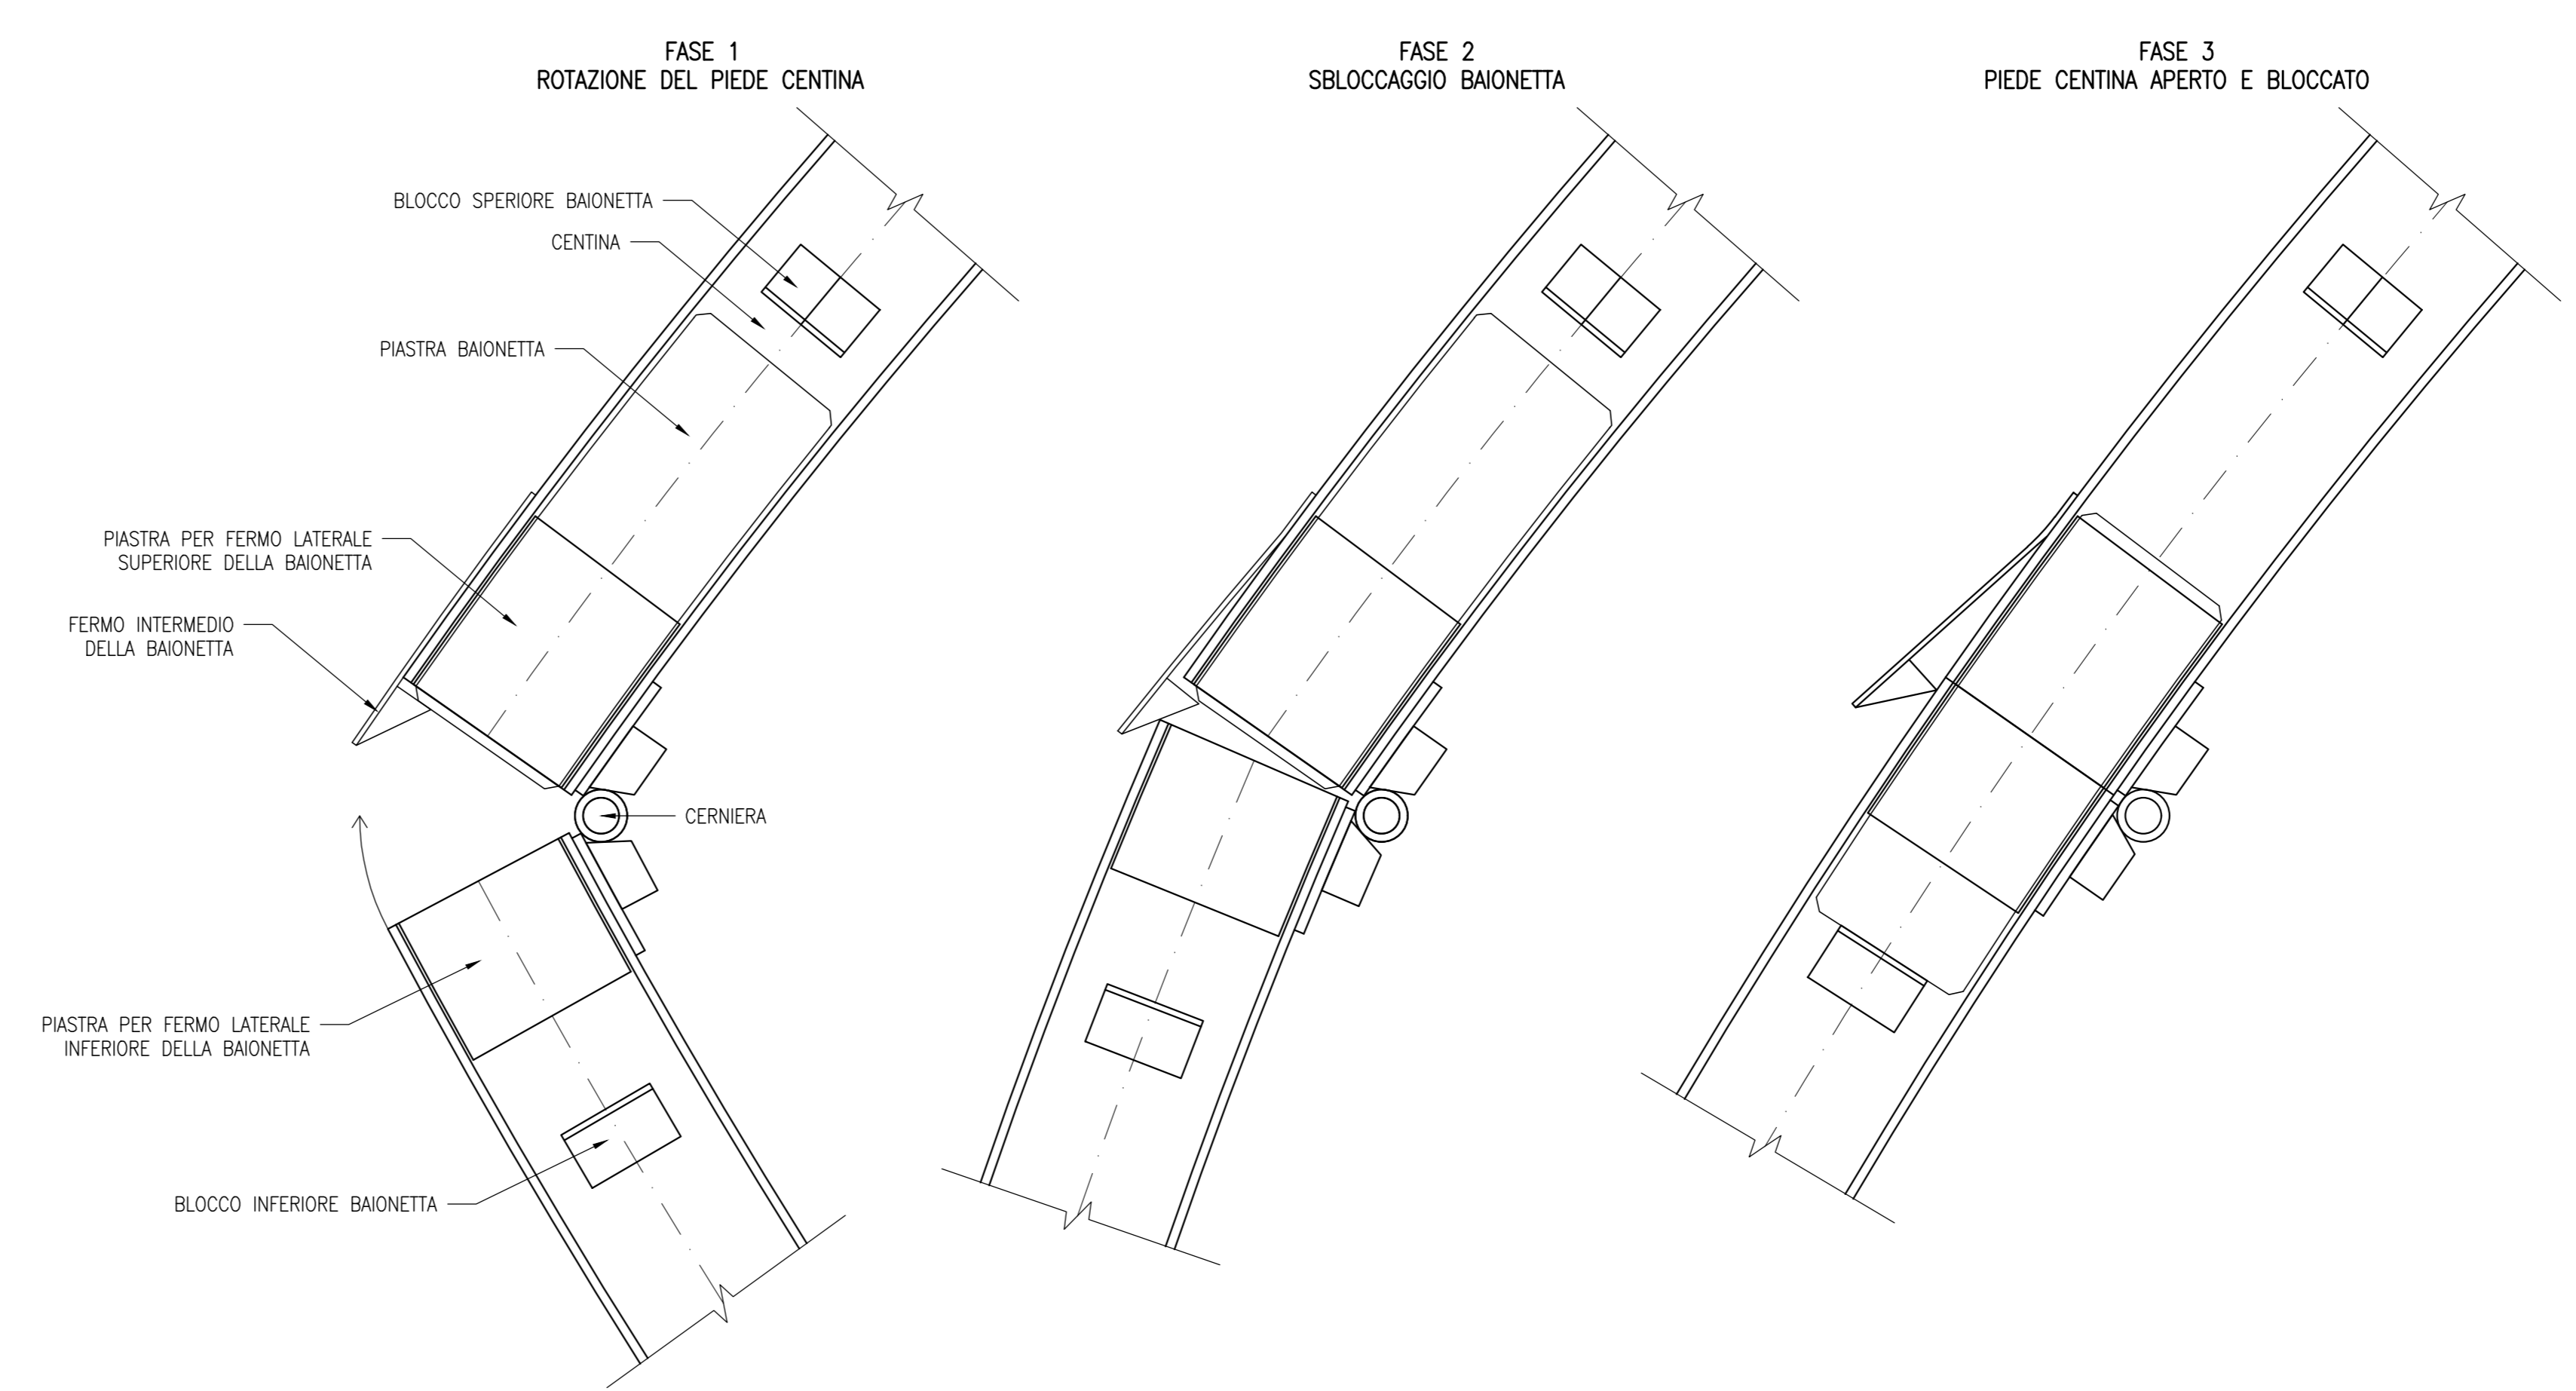 FASE 1
ROTAZIONE DEL PIEDE CENTINA
FASE 2
SBLOCCAGGIO BAIONETTA
FASE 3
PIEDE CENTINA APERTO E BLOCCATO
BLOCCO SPERIORE BAIONETTA
CENTINA
PIASTRA BAIONETTA
PIASTRA PER FERMO LATERALE
SUPERIORE DELLA BAIONETTA
FERMO INTERMEDIO
DELLA BAIONETTA
CERNIERA
PIASTRA PER FERMO LATERALE
INFERIORE DELLA BAIONETTA
BLOCCO INFERIORE BAIONETTA